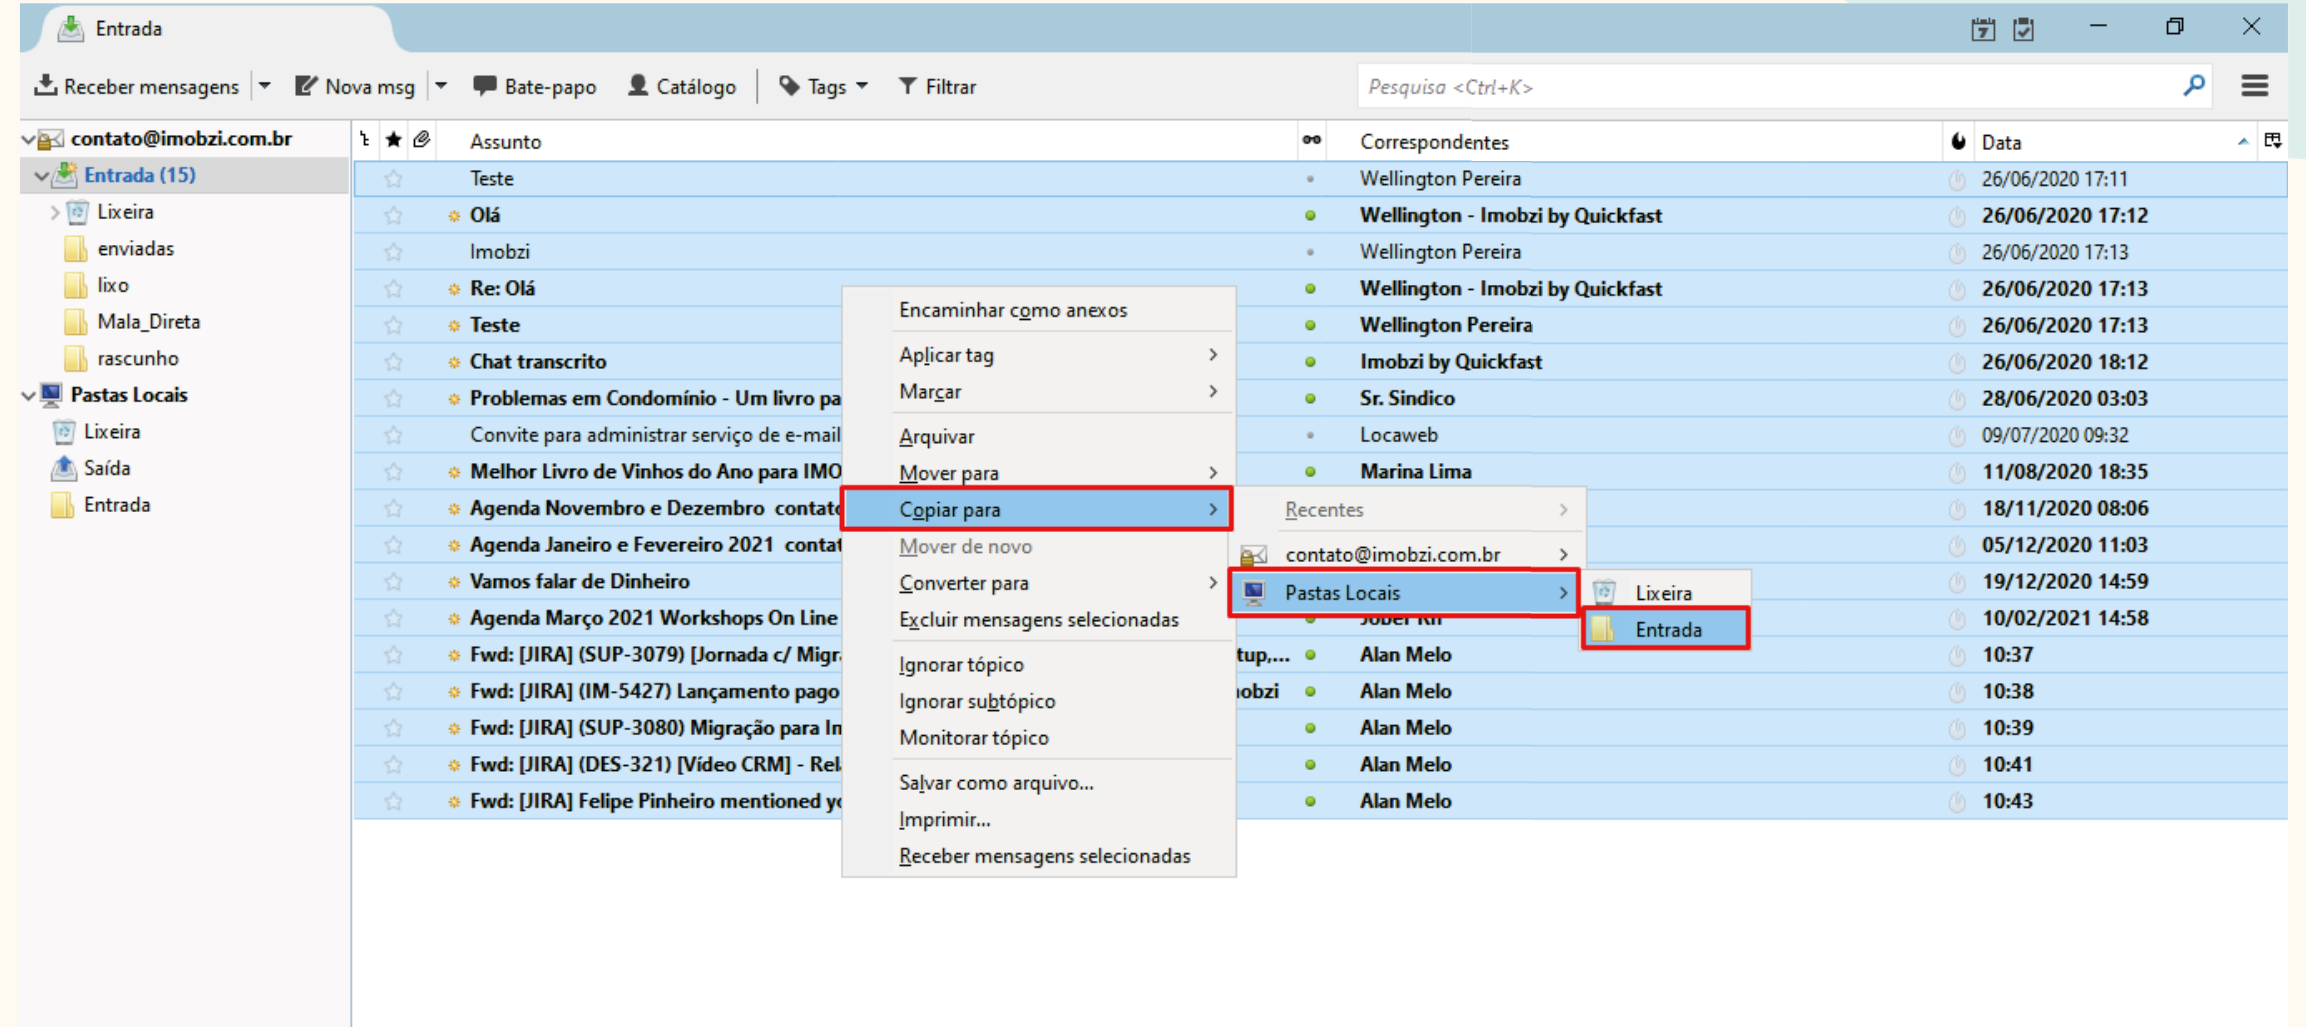 Entrada
Receber mensagens Nova msg Bate-papo Catálogo Tags Filtrar Pesquisa <Ctrl+K>
contato@imobzi.com.br
Entrada (15)
Lixeira
enviadas
lixo
Mala_Direta
rascunho
Pastas Locais
Lixeira
Saída
Entrada
Assunto Correspondentes Data
Teste Wellington Pereira 26/06/2020 17:11
Olá Wellington - Imobzi by Quickfast 26/06/2020 17:12
Imobzi Wellington Pereira 26/06/2020 17:13
Re: Olá Wellington - Imobzi by Quickfast 26/06/2020 17:13
Teste Wellington Pereira 26/06/2020 17:13
Chat transcrito Imobzi by Quickfast 26/06/2020 18:12
Problemas em Condomínio - Um livro pa Sr. Sindico 28/06/2020 03:03
Convite para administrar serviço de e-mail Locaweb 09/07/2020 09:32
Melhor Livro de Vinhos do Ano para IMO Marina Lima 11/08/2020 18:35
Agenda Novembro e Dezembro contato 18/11/2020 08:06
Agenda Janeiro e Fevereiro 2021 contat 05/12/2020 11:03
Vamos falar de Dinheiro 19/12/2020 14:59
Agenda Março 2021 Workshops On Line 10/02/2021 14:58
Fwd: [JIRA] (SUP-3079) [Jornada c/ Migra tup,... Alan Melo 10:37
Fwd: [JIRA] (IM-5427) Lançamento pago obzi Alan Melo 10:38
Fwd: [JIRA] (SUP-3080) Migração para Im Alan Melo 10:39
Fwd: [JIRA] (DES-321) [Vídeo CRM] - Rela Alan Melo 10:41
Fwd: [JIRA] Felipe Pinheiro mentioned yo Alan Melo 10:43
Encaminhar como anexos
Aplicar tag
Marcar
Arquivar
Mover para
Copiar para
Mover de novo
Converter para
Excluir mensagens selecionadas
Ignorar tópico
Ignorar subtópico
Monitorar tópico
Salvar como arquivo...
Imprimir...
Receber mensagens selecionadas
Recentes
contato@imobzi.com.br
Pastas Locais
Lixeira
Entrada